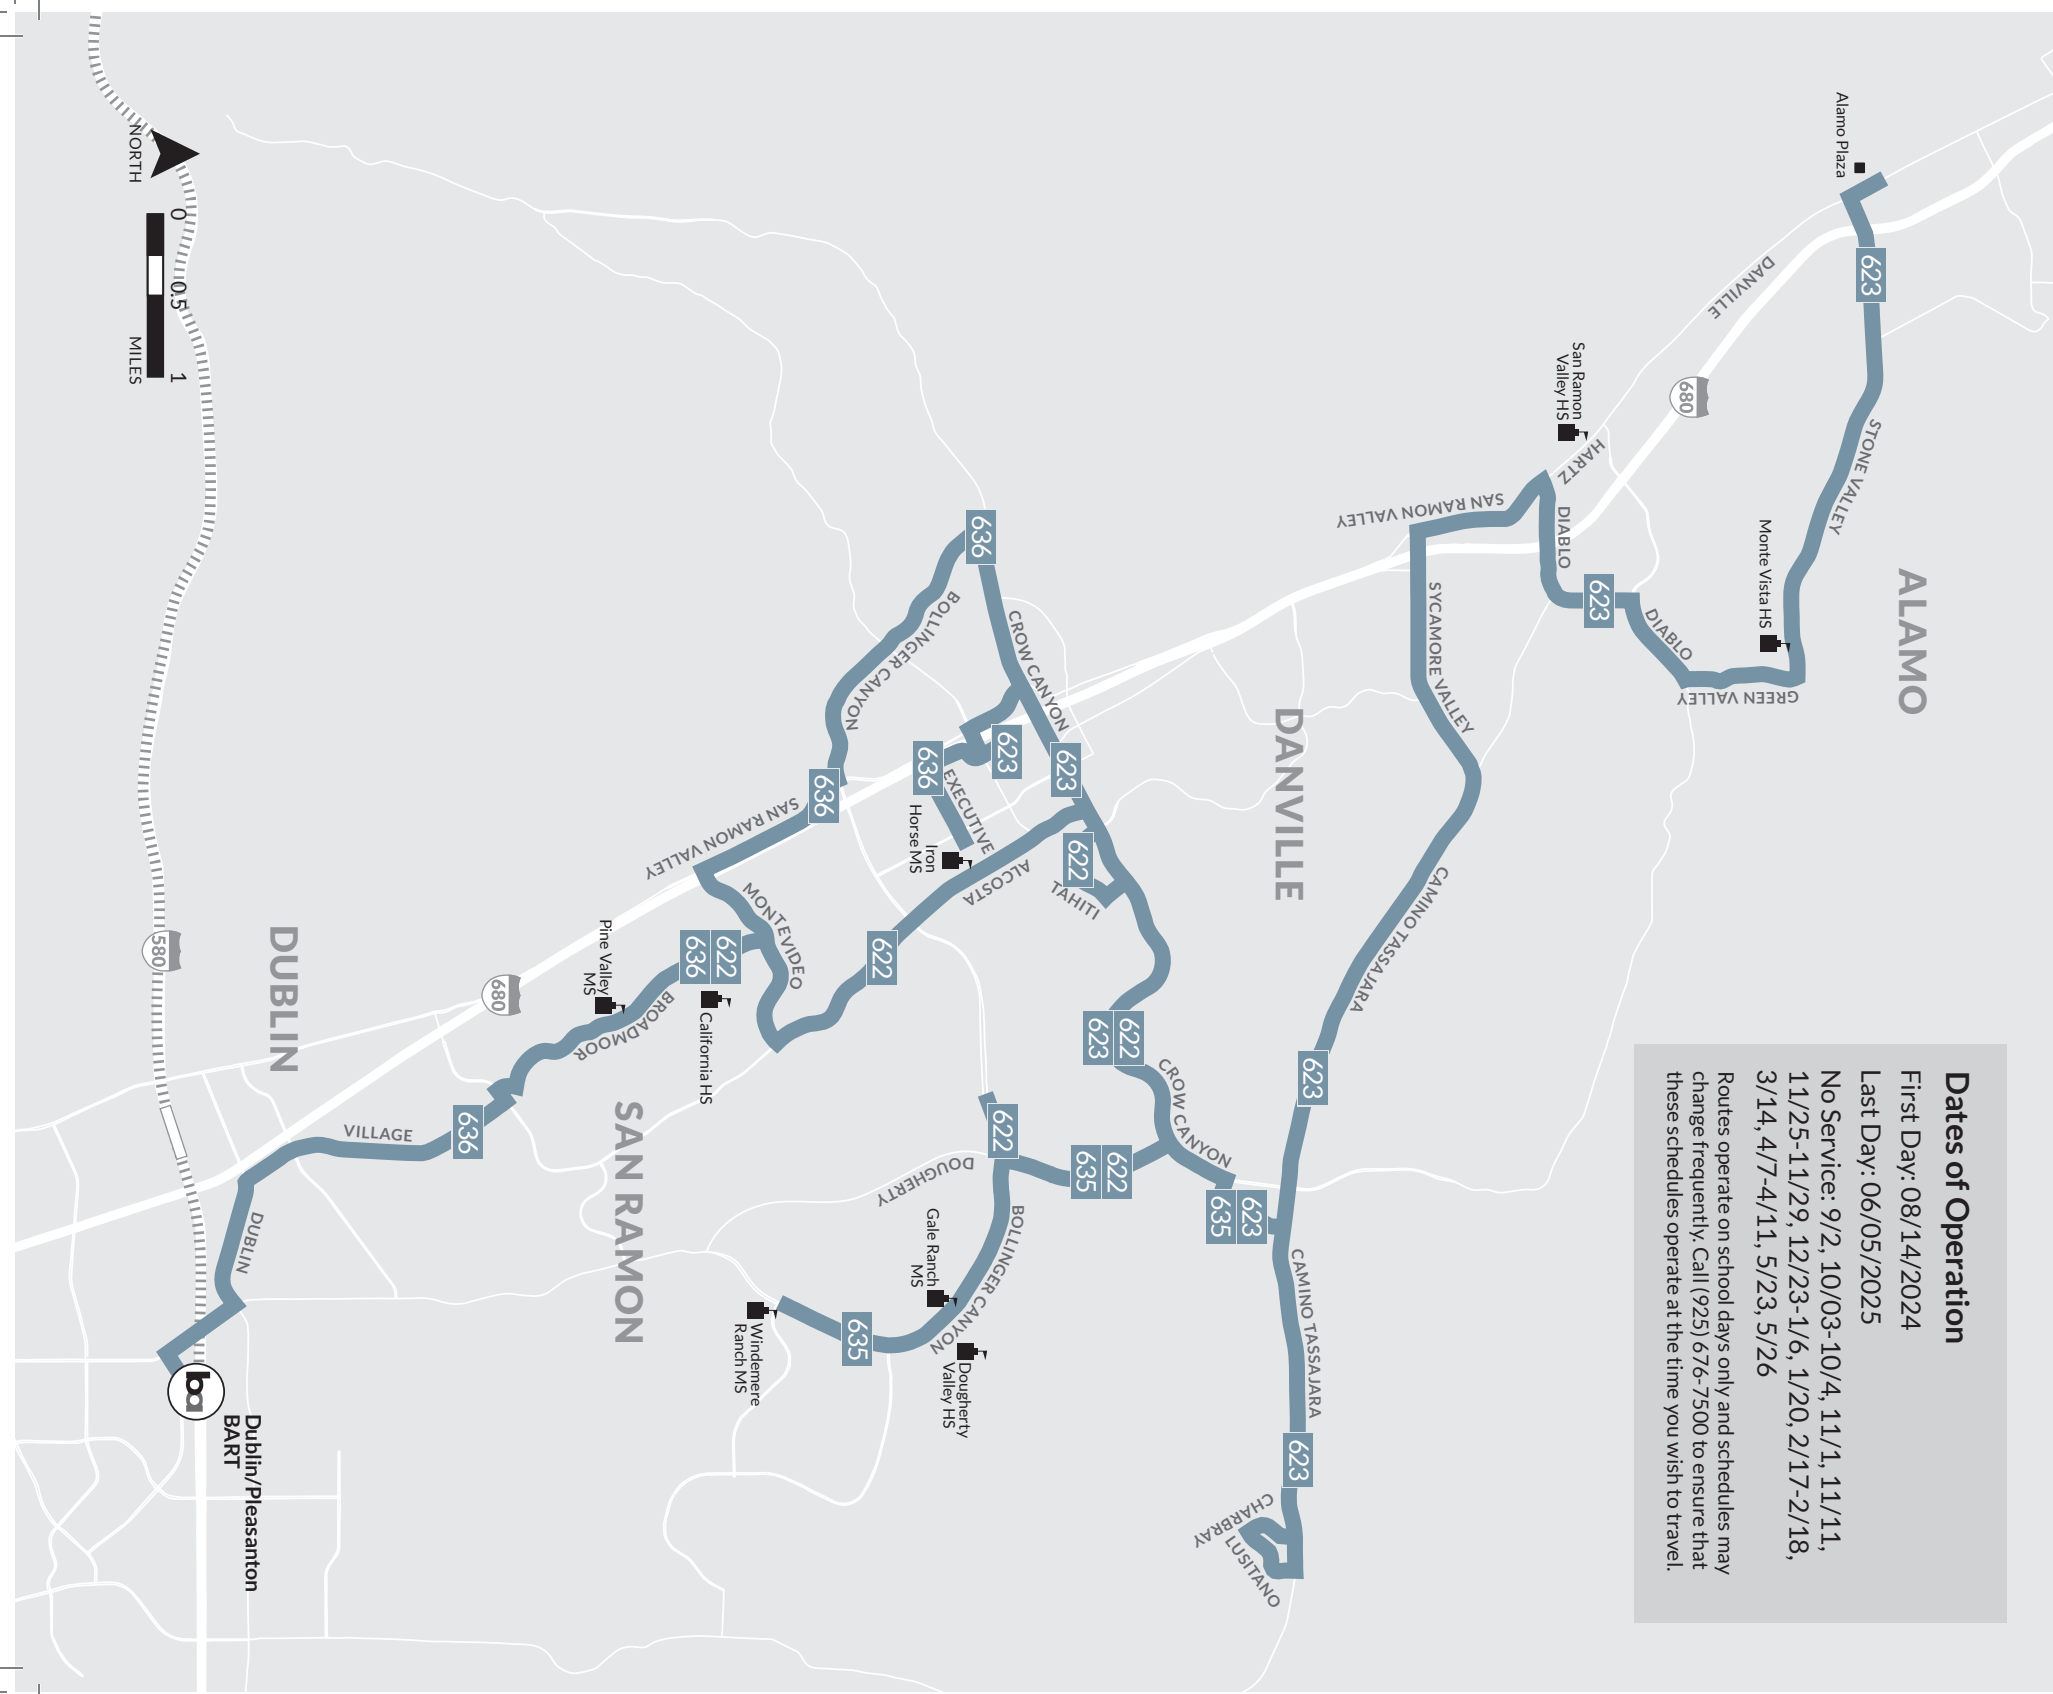 Dates of Operation
First Day: 08/14/2024
Last Day: 06/05/2025
No Service: 9/2, 10/03-10/4, 11/1, 11/11,
11/25-11/29, 12/23-1/6, 1/20, 2/17-2/18,
3/14, 4/7-4/11, 5/23, 5/26
Routes operate on school days only and schedules may
change frequently. Call (925) 676-7500 to ensure that
these schedules operate at the time you wish to travel.
ALAMO
Alamo Plaza
623
STONE VALLEY
DANVILLE
680
Monte Vista HS
GREEN VALLEY
DIABLO
623
DIABLO
HARTZ
San Ramon
Valley HS
SAN RAMON VALLEY
SYCAMORE VALLEY
CAMINO TASSAJARA
623
CAMINO TASSAJARA
623
CHARBRAY
LUSITANO
DANVILLE
623
635
CROW CANYON
622
623
622
635
622
TAHITI
623
CROW CANYON
636
BOLLINGER CANYON
623
636
EXECUTIVE
Iron
Horse MS
ALCOSTA
622
636
SAN RAMON VALLEY
MONTEVIDEO
622
636
California HS
Pine Valley
MS
BROADMOOR
622
DOUGHERTY
BOLLINGER CANYON
Gale Ranch
MS
Dougherty
Valley HS
635
Windemere
Ranch MS
SAN RAMON
680
636
VILLAGE
DUBLIN
DUBLIN
580
ba
Dublin/Pleasanton
BART
0
0.5
1
MILES
NORTH